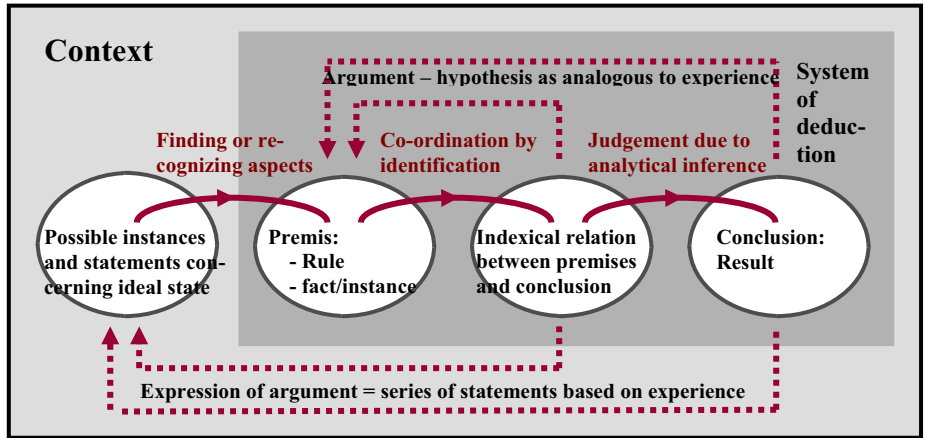 Context
Argument – hypothesis as analogous to experience
System
of
deduc-
tion
Finding or re-
cognizing aspects
Co-ordination by
identification
Judgement due to
analytical inference
Possible instances
and statements con-
cerning ideal state
Premis:
- Rule
- fact/instance
Indexical relation
between premises
and conclusion
Conclusion:
Result
Expression of argument = series of statements based on experience